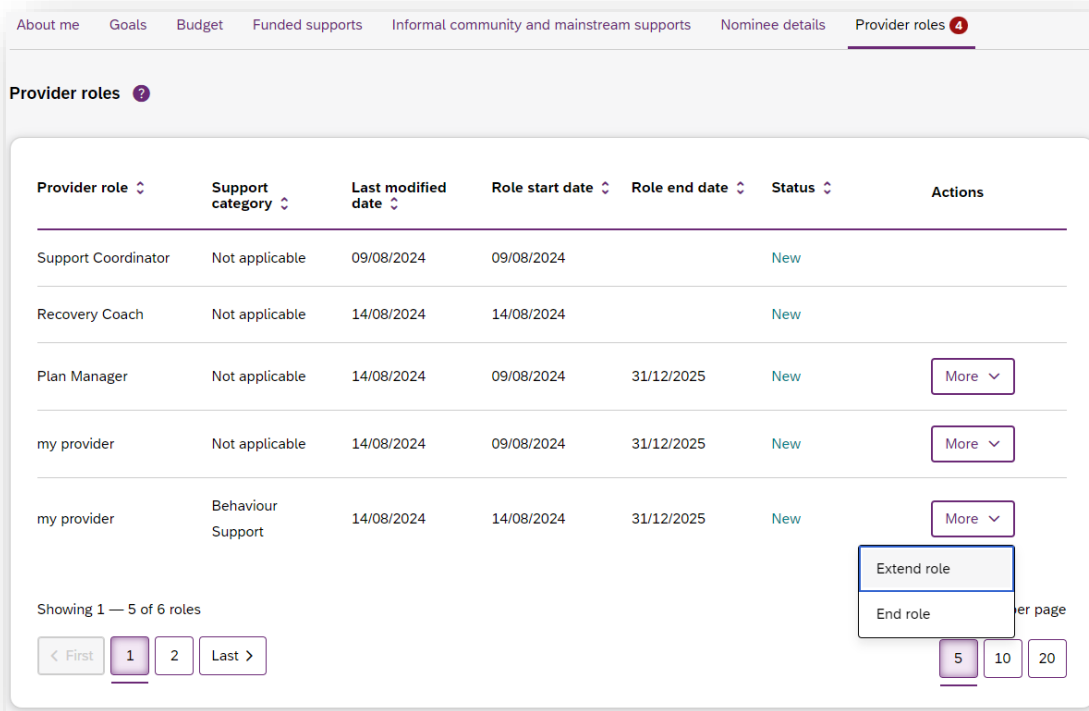 About me Goals Budget Funded supports Informal community and mainstream supports Nominee details Provider roles 4
Provider roles ?
Provider role Support category Last modified date Role start date Role end date Status Actions
Support Coordinator Not applicable 09/08/2024 09/08/2024 New
Recovery Coach Not applicable 14/08/2024 14/08/2024 New
Plan Manager Not applicable 14/08/2024 09/08/2024 31/12/2025 New More
my provider Not applicable 14/08/2024 09/08/2024 31/12/2025 New More
my provider Behaviour Support 14/08/2024 14/08/2024 31/12/2025 New More
Extend role
End role
Showing 1 — 5 of 6 roles page
< First 1 2 Last > 5 10 20